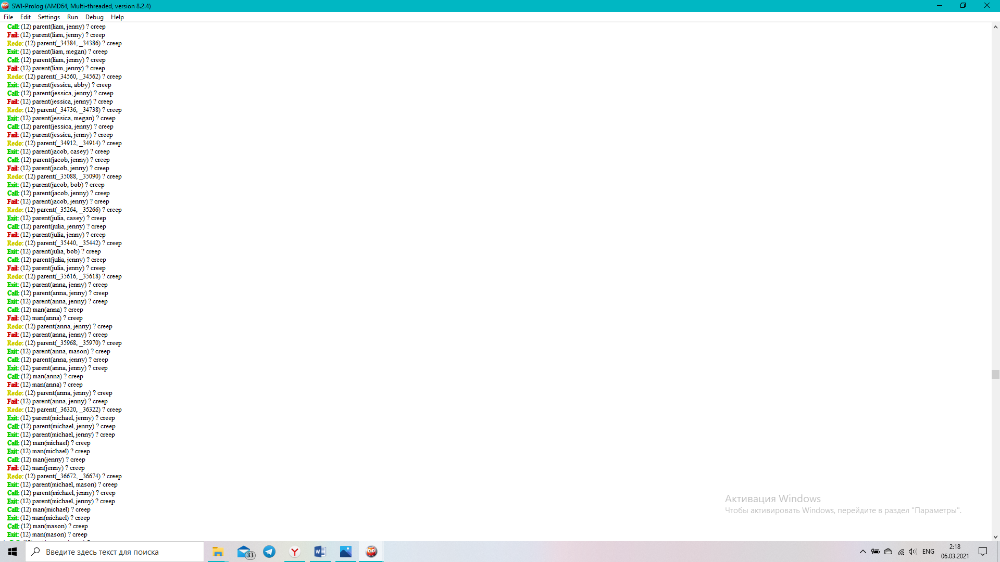 SWI-Prolog (AMD64, Multi-threaded, version 8.2.4)
File Edit Settings Run Debug Help
Call: (12) parent(liam, jenny) ? creep
Fail: (12) parent(liam, jenny) ? creep
Redo: (12) parent(_34384, _34386) ? creep
Exit: (12) parent(liam, megan) ? creep
Call: (12) parent(liam, jenny) ? creep
Fail: (12) parent(liam, jenny) ? creep
Redo: (12) parent(_34560, _34562) ? creep
Exit: (12) parent(jessica, abby) ? creep
Call: (12) parent(jessica, jenny) ? creep
Fail: (12) parent(jessica, jenny) ? creep
Redo: (12) parent(_34736, _34738) ? creep
Exit: (12) parent(jessica, megan) ? creep
Call: (12) parent(jessica, jenny) ? creep
Fail: (12) parent(jessica, jenny) ? creep
Redo: (12) parent(_34912, _34914) ? creep
Exit: (12) parent(jacob, casey) ? creep
Call: (12) parent(jacob, jenny) ? creep
Fail: (12) parent(jacob, jenny) ? creep
Redo: (12) parent(_35088, _35090) ? creep
Exit: (12) parent(jacob, bob) ? creep
Call: (12) parent(jacob, jenny) ? creep
Fail: (12) parent(jacob, jenny) ? creep
Redo: (12) parent(_35264, _35266) ? creep
Exit: (12) parent(julia, casey) ? creep
Call: (12) parent(julia, jenny) ? creep
Fail: (12) parent(julia, jenny) ? creep
Redo: (12) parent(_35440, _35442) ? creep
Exit: (12) parent(julia, bob) ? creep
Call: (12) parent(julia, jenny) ? creep
Fail: (12) parent(julia, jenny) ? creep
Redo: (12) parent(_35616, _35618) ? creep
Exit: (12) parent(anna, jenny) ? creep
Call: (12) parent(anna, jenny) ? creep
Exit: (12) parent(anna, jenny) ? creep
Call: (12) man(anna) ? creep
Fail: (12) man(anna) ? creep
Redo: (12) parent(anna, jenny) ? creep
Fail: (12) parent(anna, jenny) ? creep
Redo: (12) parent(_35968, _35970) ? creep
Exit: (12) parent(anna, mason) ? creep
Call: (12) parent(anna, jenny) ? creep
Exit: (12) parent(anna, jenny) ? creep
Call: (12) man(anna) ? creep
Fail: (12) man(anna) ? creep
Redo: (12) parent(anna, jenny) ? creep
Fail: (12) parent(anna, jenny) ? creep
Redo: (12) parent(_36320, _36322) ? creep
Exit: (12) parent(michael, jenny) ? creep
Call: (12) parent(michael, jenny) ? creep
Exit: (12) parent(michael, jenny) ? creep
Call: (12) man(michael) ? creep
Exit: (12) man(michael) ? creep
Call: (12) man(jenny) ? creep
Fail: (12) man(jenny) ? creep
Redo: (12) parent(_36672, _36674) ? creep
Exit: (12) parent(michael, mason) ? creep
Call: (12) parent(michael, jenny) ? creep
Exit: (12) parent(michael, jenny) ? creep
Call: (12) man(michael) ? creep
Exit: (12) man(michael) ? creep
Call: (12) man(mason) ? creep
Exit: (12) man(mason) ? creep
Активация Windows
Чтобы активировать Windows, перейдите в раздел "Параметры".
Введите здесь текст для поиска
33
ENG
2:18
06.03.2021